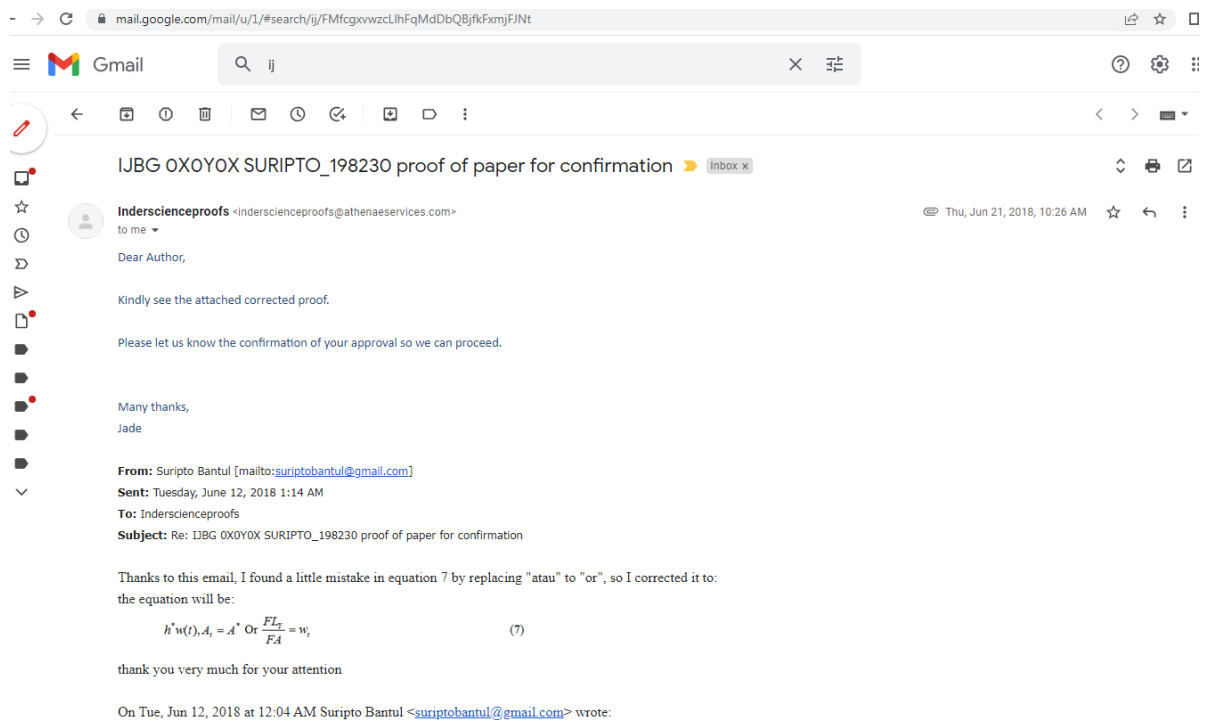 mail.google.com/mail/u/1/#search/ij/FMfcgxvwzcLlhFqMdDbQBjfkFxmjFJNt
Gmail
ij
IJBG 0X0Y0X SURIPTO_198230 proof of paper for confirmation
Inbox x
Inderscienceproofs <inderscienceproofs@athenaeservices.com>
Thu, Jun 21, 2018, 10:26 AM
to me
Dear Author,
Kindly see the attached corrected proof.
Please let us know the confirmation of your approval so we can proceed.
Many thanks,
Jade
From: Suripto Bantul [mailto:suriptobantul@gmail.com]
Sent: Tuesday, June 12, 2018 1:14 AM
To: Inderscienceproofs
Subject: Re: IJBG 0X0Y0X SURIPTO_198230 proof of paper for confirmation
Thanks to this email, I found a little mistake in equation 7 by replacing "atau" to "or", so I corrected it to:
the equation will be:
h*w(t), A_t = A* Or FL_T/FA = w_t (7)
thank you very much for your attention
On Tue, Jun 12, 2018 at 12:04 AM Suripto Bantul <suriptobantul@gmail.com> wrote: